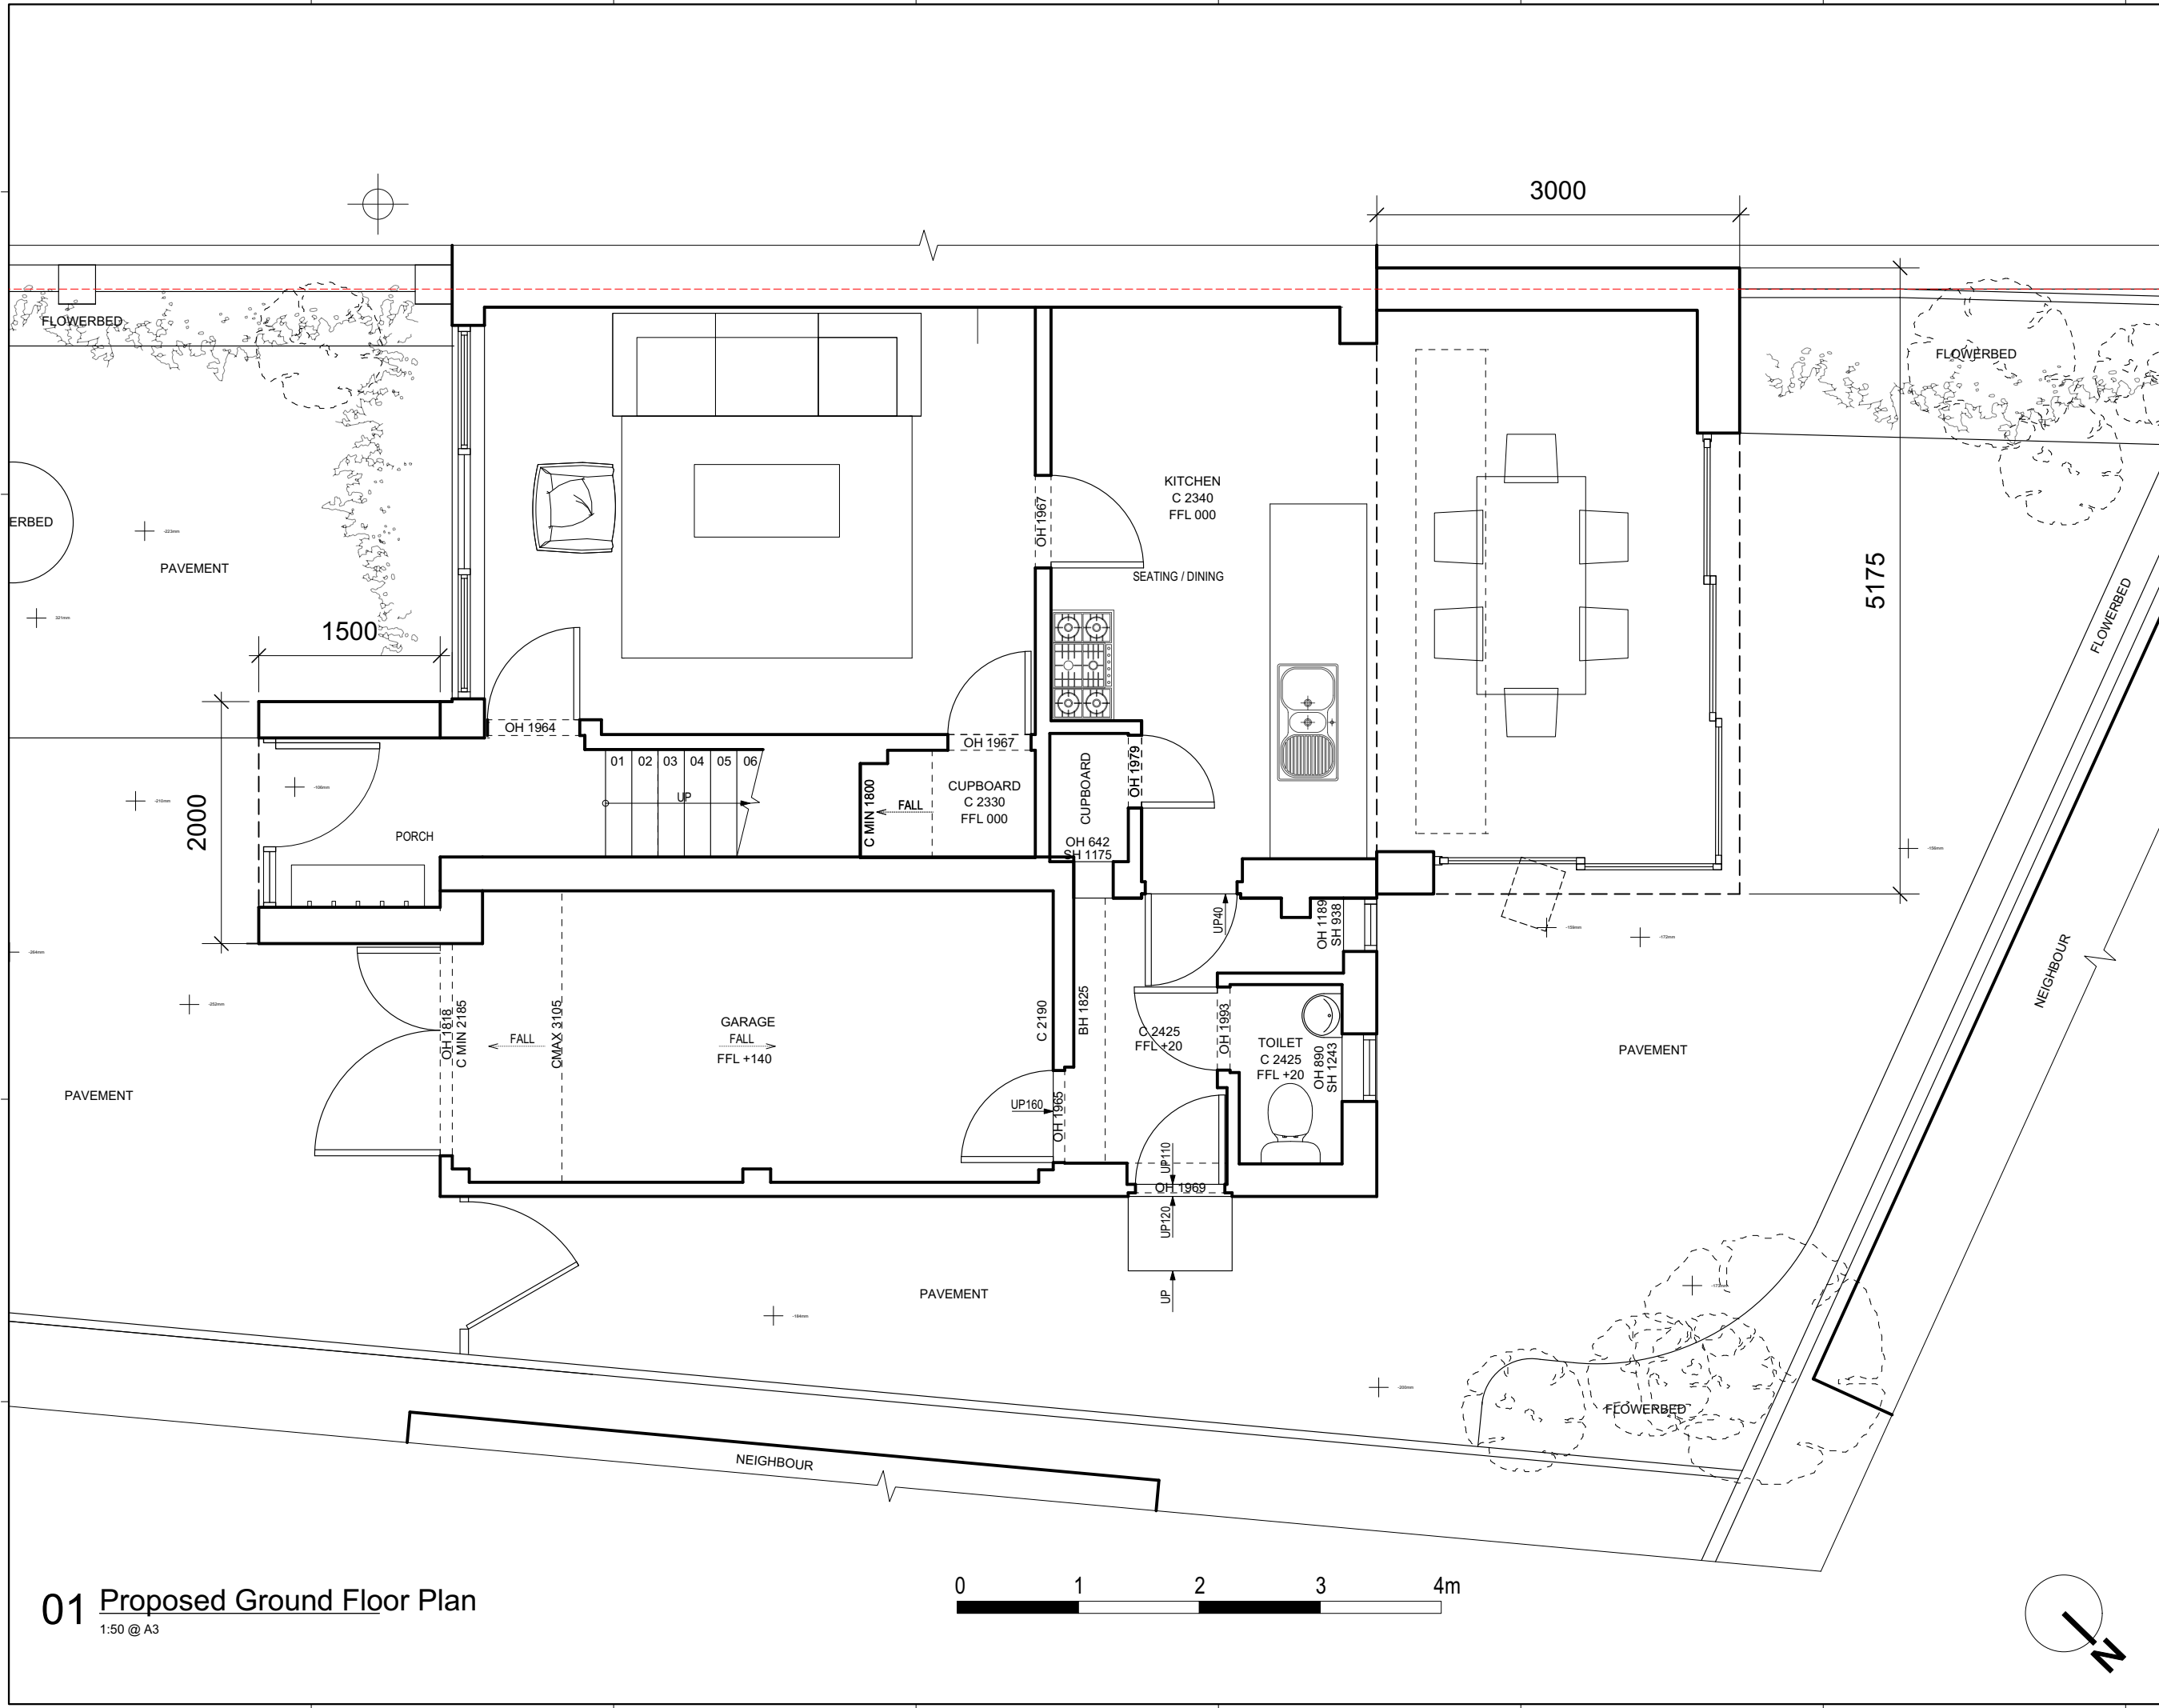 3000
FLOWERBED
FLOWERBED
ERBED
-223mm
PAVEMENT
321mm
1500
2000
KITCHEN
C 2340
FFL 000
OH 1967
SEATING / DINING
5175
FLOWERBED
OH 1964
OH 1967
OH 1979
01 02 03 04 05 06
UP
C MIN 1800
FALL
CUPBOARD
C 2330
FFL 000
CUPBOARD
OH 642
SH 1175
PORCH
UP40
OH 1189
SH 938
-172mm
NEIGHBOUR
OH 1818
C MIN 2185
FALL
CMAX 3105
GARAGE
FALL
FFL +140
C 2190
BH 1825
C 2425
FFL +20
OH 1993
TOILET
C 2425
FFL +20
OH 890
SH 1243
PAVEMENT
PAVEMENT
UP160
OH 1965
UP110
OH 1969
UP120
UP
PAVEMENT
FLOWERBED
NEIGHBOUR
01 Proposed Ground Floor Plan
1:50 @ A3
0 1 2 3 4m
N